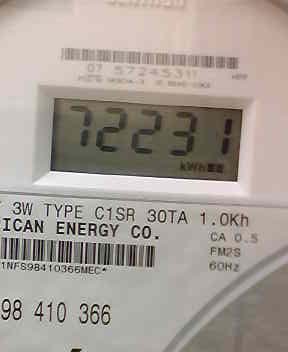 07 57245311
72231
kWh
3W TYPE C1SR 30TA 1.0Kh
ICAN ENERGY CO.
CA 0.5
FM2S
1NFS98410366MEC*
60Hz
98 410 366